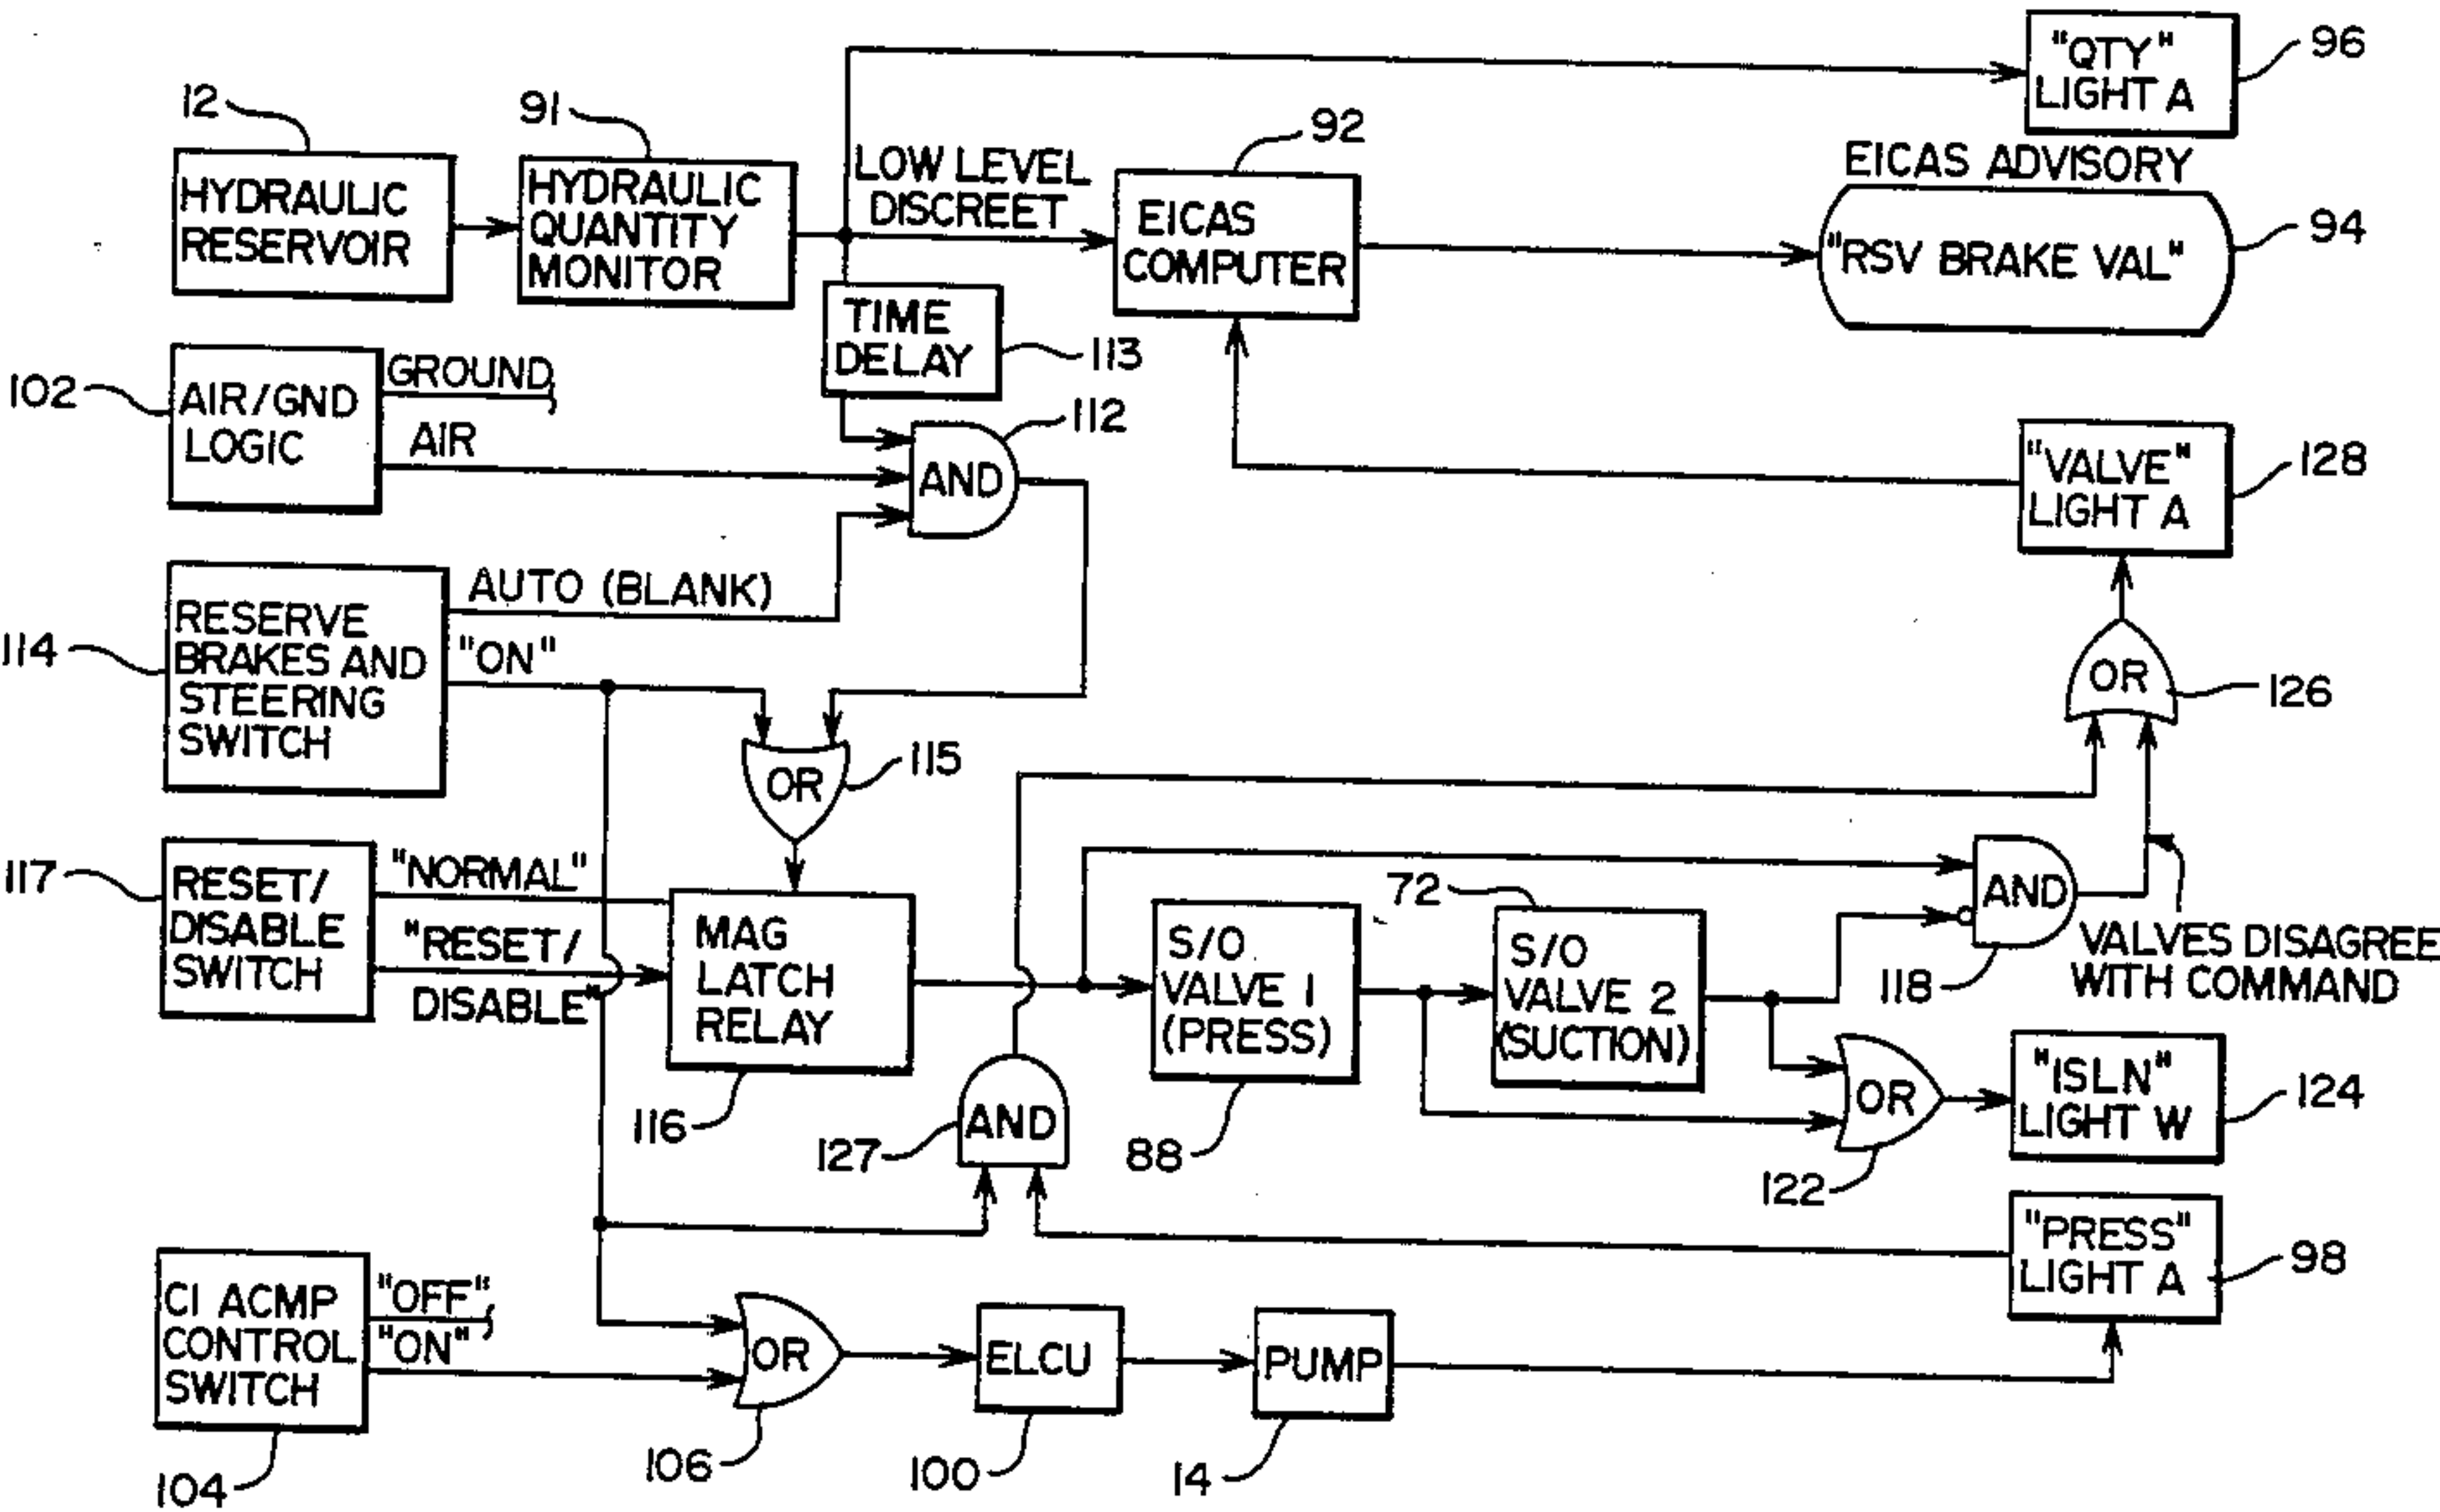 "QTY"
LIGHT A
96
12
91
92
EICAS ADVISORY
HYDRAULIC
RESERVOIR
HYDRAULIC
QUANTITY
MONITOR
LOW LEVEL
DISCREET
EICAS
COMPUTER
"RSV BRAKE VAL"
94
TIME
DELAY
113
102
AIR/GND
LOGIC
GROUND
AIR
112
AND
"VALVE"
LIGHT A
128
114
RESERVE
BRAKES AND
STEERING
SWITCH
AUTO (BLANK)
"ON"
OR
115
OR
126
117
RESET/
DISABLE
SWITCH
"NORMAL"
"RESET/
DISABLE"
MAG
LATCH
RELAY
116
S/O
VALVE 1
(PRESS)
88
72
S/O
VALVE 2
(SUCTION)
AND
118
VALVES DISAGREE
WITH COMMAND
AND
127
OR
122
"ISLN"
LIGHT W
124
"PRESS"
LIGHT A
98
C1 ACMP
CONTROL
SWITCH
104
"OFF"
"ON"
OR
106
ELCU
100
PUMP
14